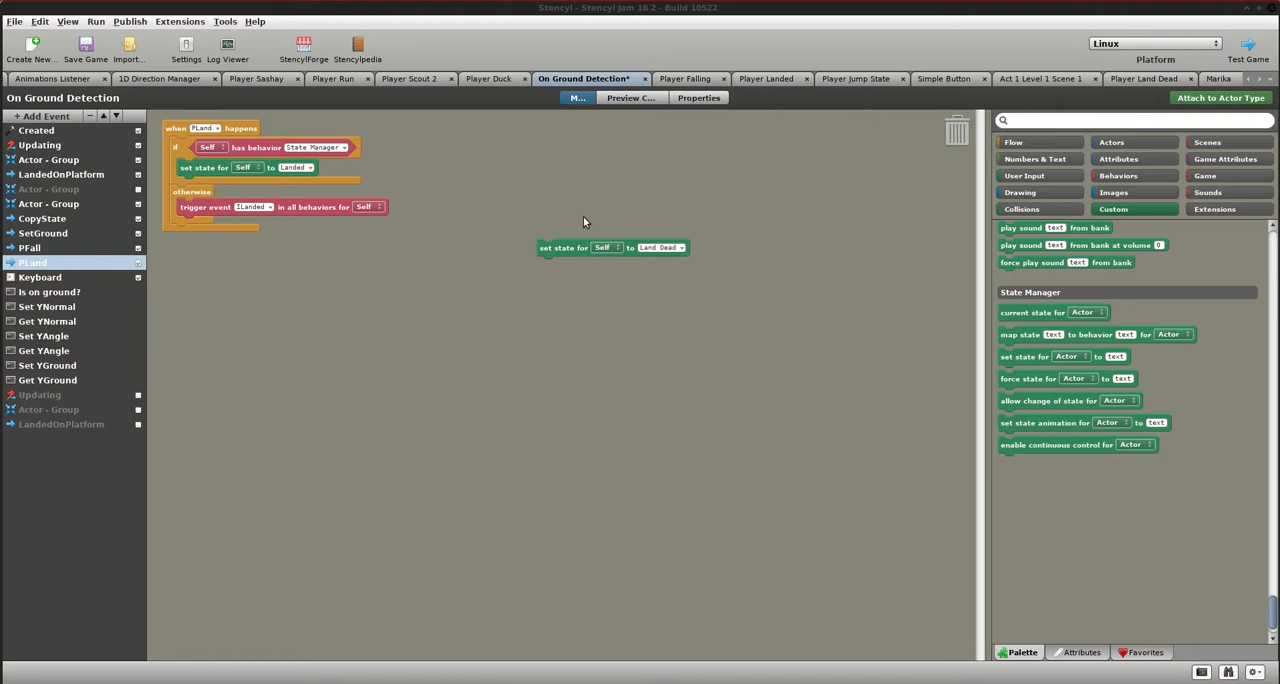 Stencyl - Stencyl Jam 18 2 - Build 10522
File Edit View Run Publish Extensions Tools Help
Create New... Save Game Import... Settings Log Viewer StencylForge Stencylpedia Linux Platform Test Game
Animations Listener 1D Direction Manager Player Sashay Player Run Player Scout 2 Player Duck On Ground Detection* Player Falling Player Landed Player Jump State Simple Button Act 1 Level 1 Scene 1 Player Land Dead Marika
On Ground Detection M... Preview C... Properties Attach to Actor Type
+ Add Event
Created
Updating
Actor - Group
LandedOnPlatform
Actor - Group
Actor - Group
CopyState
SetGround
PFall
PLand
Keyboard
Is on ground?
Set YNormal
Get YNormal
Set YAngle
Get YAngle
Set YGround
Get YGround
Updating
Actor - Group
LandedOnPlatform
when PLand happens
if Self has behavior State Manager
set state for Self to Landed
otherwise
trigger event ILanded in all behaviors for Self
set state for Self to Land Dead
Flow Actors Scenes
Numbers & Text Attributes Game Attributes
User Input Behaviors Game
Drawing Images Sounds
Collisions Custom Extensions
play sound text from bank
play sound text from bank at volume 0
force play sound text from bank
State Manager
current state for Actor
map state text to behavior text for Actor
set state for Actor to text
force state for Actor to text
allow change of state for Actor
set state animation for Actor to text
enable continuous control for Actor
Palette Attributes Favorites